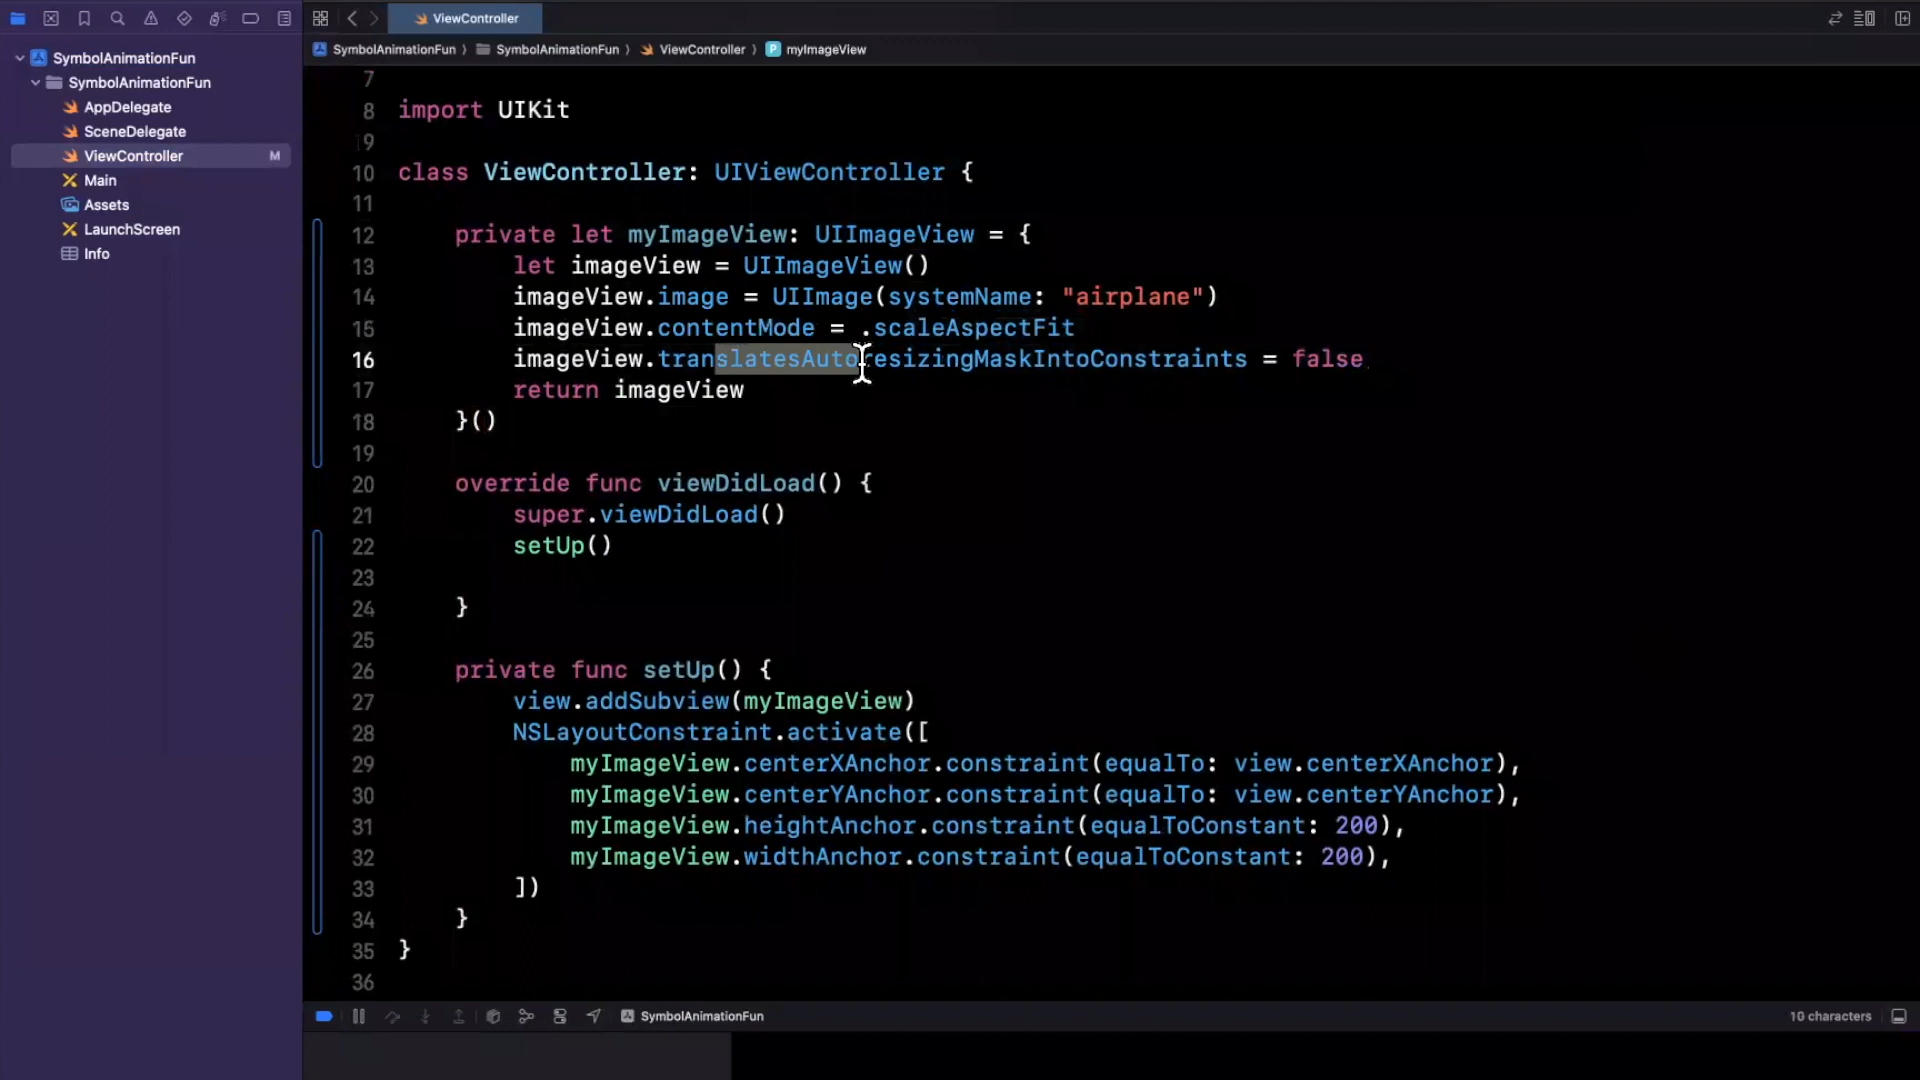 ViewController
SymbolAnimationFun
SymbolAnimationFun
AppDelegate
SceneDelegate
ViewController M
Main
Assets
LaunchScreen
Info
SymbolAnimationFun 〉 SymbolAnimationFun 〉 ViewController 〉 P myImageView
7
8 import UIKit
9
10 class ViewController: UIViewController {
11
12 private let myImageView: UIImageView = {
13 let imageView = UIImageView()
14 imageView.image = UIImage(systemName: "airplane")
15 imageView.contentMode = .scaleAspectFit
16 imageView.translatesAutoresizingMaskIntoConstraints = false
17 return imageView
18 }()
19
20 override func viewDidLoad() {
21 super.viewDidLoad()
22 setUp()
23
24 }
25
26 private func setUp() {
27 view.addSubview(myImageView)
28 NSLayoutConstraint.activate([
29 myImageView.centerXAnchor.constraint(equalTo: view.centerXAnchor),
30 myImageView.centerYAnchor.constraint(equalTo: view.centerYAnchor),
31 myImageView.heightAnchor.constraint(equalToConstant: 200),
32 myImageView.widthAnchor.constraint(equalToConstant: 200),
33 ])
34 }
35 }
36
SymbolAnimationFun
10 characters